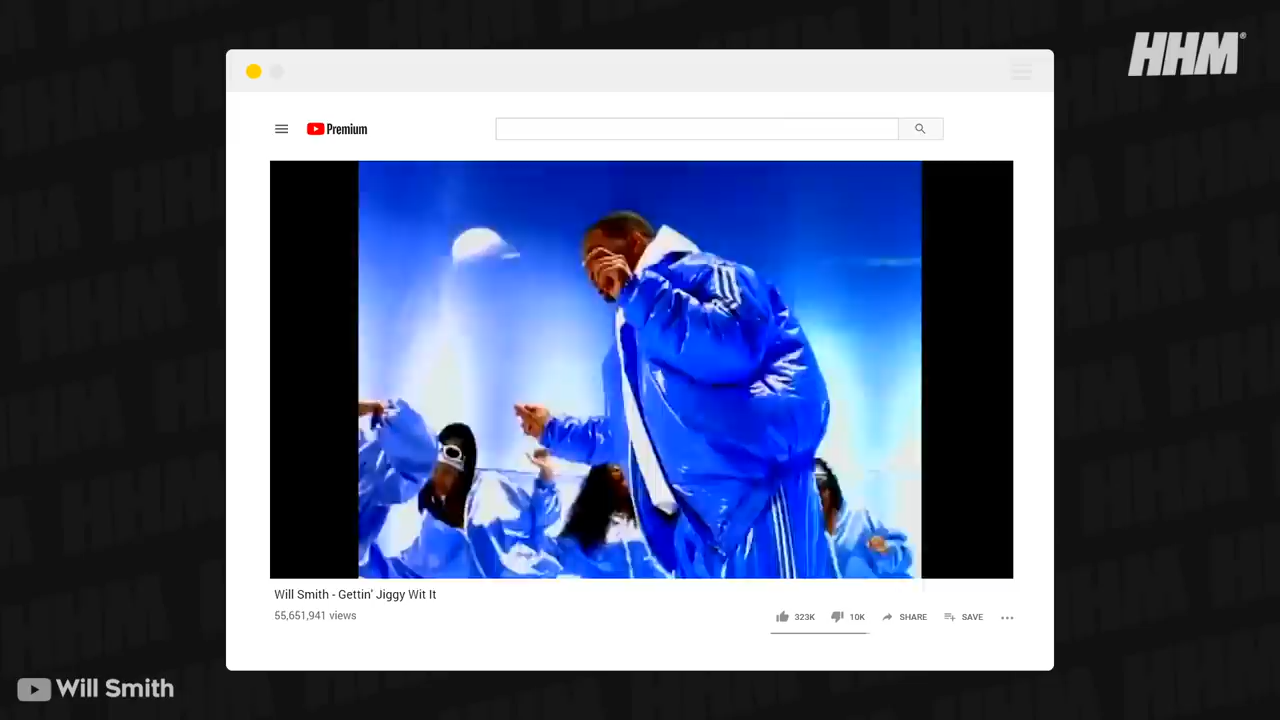 HHM®
Premium
Will Smith - Gettin' Jiggy Wit It
55,651,941 views
323K
10K
SHARE
SAVE
Will Smith